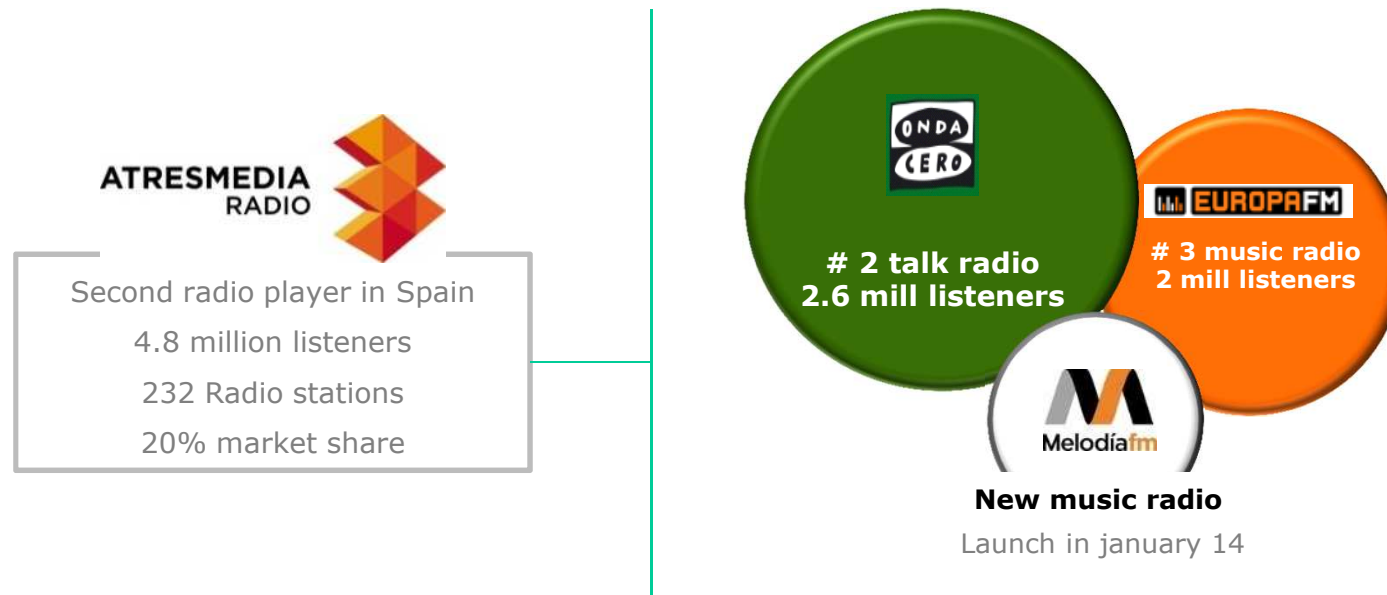 ATRESMEDIA
RADIO
Second radio player in Spain
4.8 million listeners
232 Radio stations
20% market share
ONDA
CERO
# 2 talk radio
2.6 mill listeners
EUROPAFM
# 3 music radio
2 mill listeners
Melodíafm
New music radio
Launch in january 14